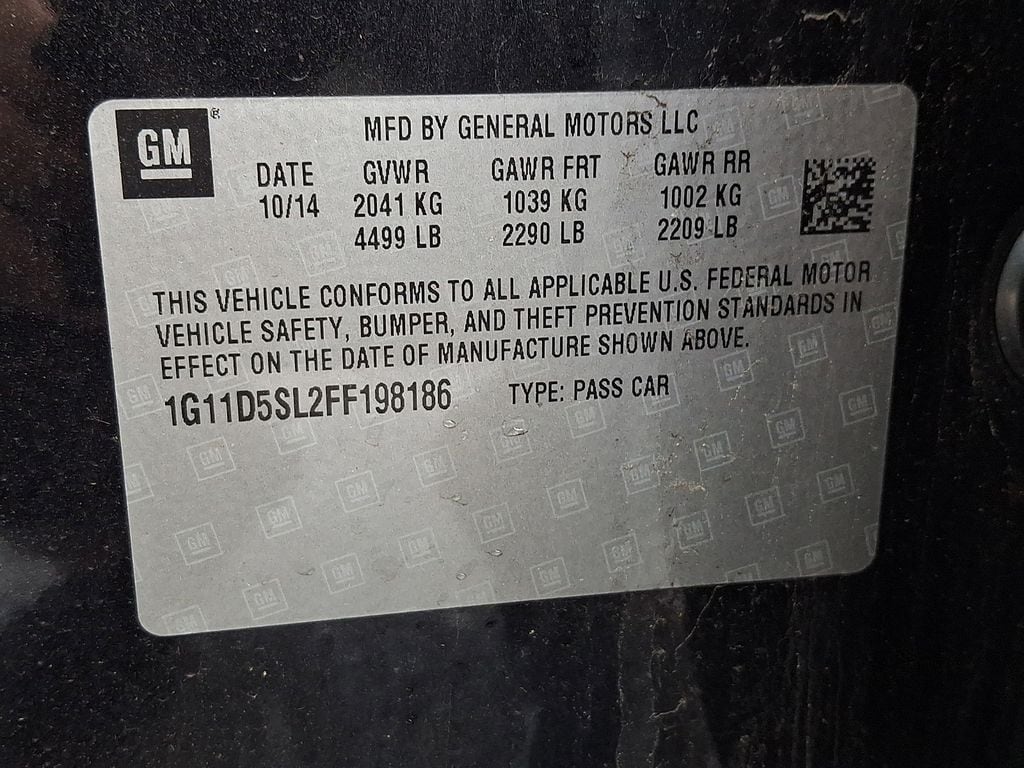 GM ®
MFD BY GENERAL MOTORS LLC
DATE GVWR GAWR FRT GAWR RR
10/14 2041 KG 1039 KG 1002 KG
4499 LB 2290 LB 2209 LB
THIS VEHICLE CONFORMS TO ALL APPLICABLE U.S. FEDERAL MOTOR
VEHICLE SAFETY, BUMPER, AND THEFT PREVENTION STANDARDS IN
EFFECT ON THE DATE OF MANUFACTURE SHOWN ABOVE.
1G11D5SL2FF198186 TYPE: PASS CAR